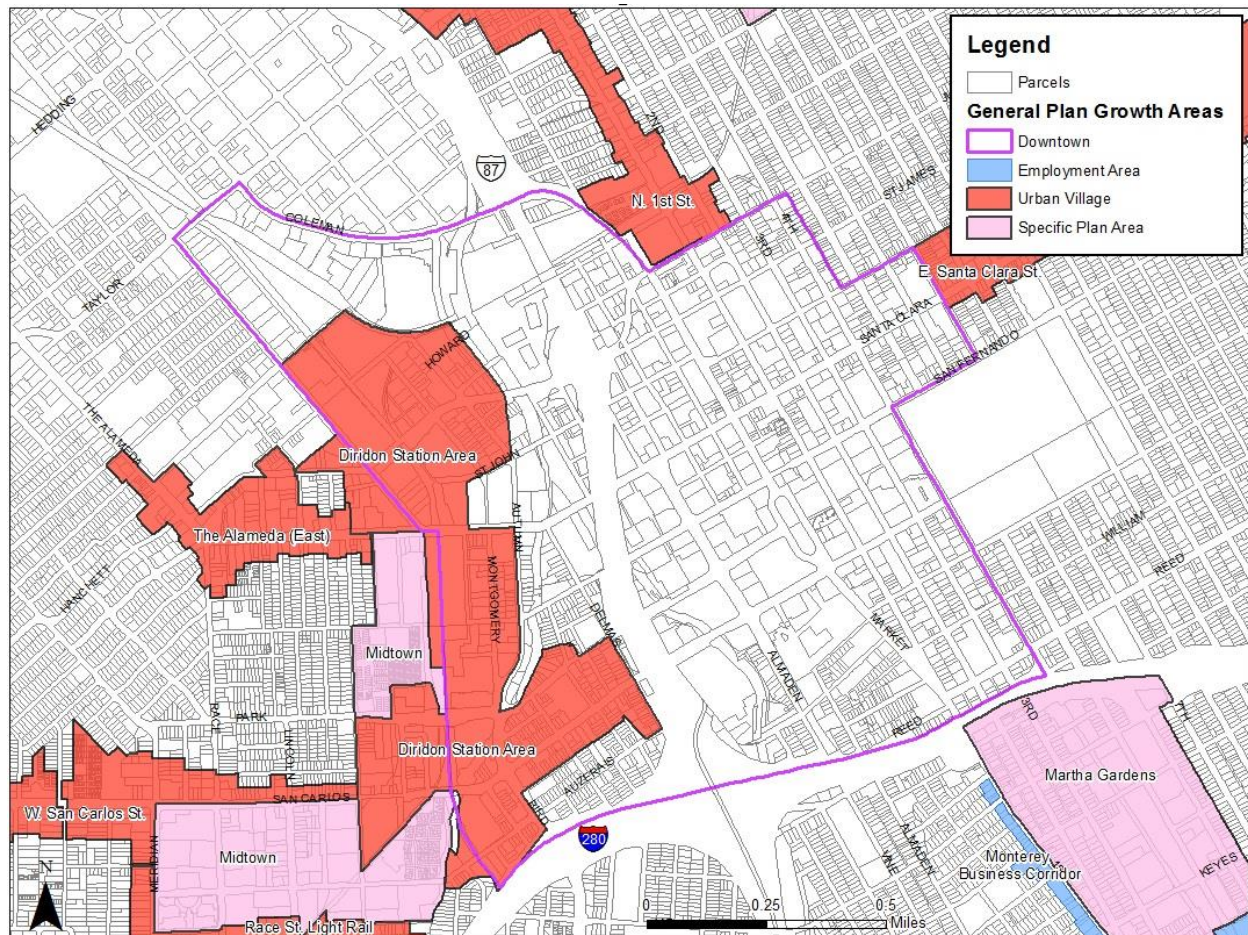 Legend
Parcels
General Plan Growth Areas
Downtown
Employment Area
Urban Village
Specific Plan Area
HEDDING
2ND
87
N. 1st St.
ST JAMES
COLEMAN
4TH
3RD
E. Santa Clara St.
TAYLOR
SANTA CLARA
HOWARD
SAN FERNANDO
THE ALAMEDA
Diridon Station Area
ST JOHN
AUTUMN
The Alameda (East)
WILLIAM
HANCHETT
MONTGOMERY
REED
DELMAS
MARKET
Midtown
ALMADEN
RACE
PARK
LINCOLN
REED
3RD
7TH
Diridon Station Area
AUZERAIS
Martha Gardens
SAN CARLOS
BIRD
W. San Carlos St.
280
MERIDIAN
Midtown
VINE
ALMADEN
Monterey
Business Corridor
KEYES
N
0
0.25
0.5
Miles
Race St. Light Rail